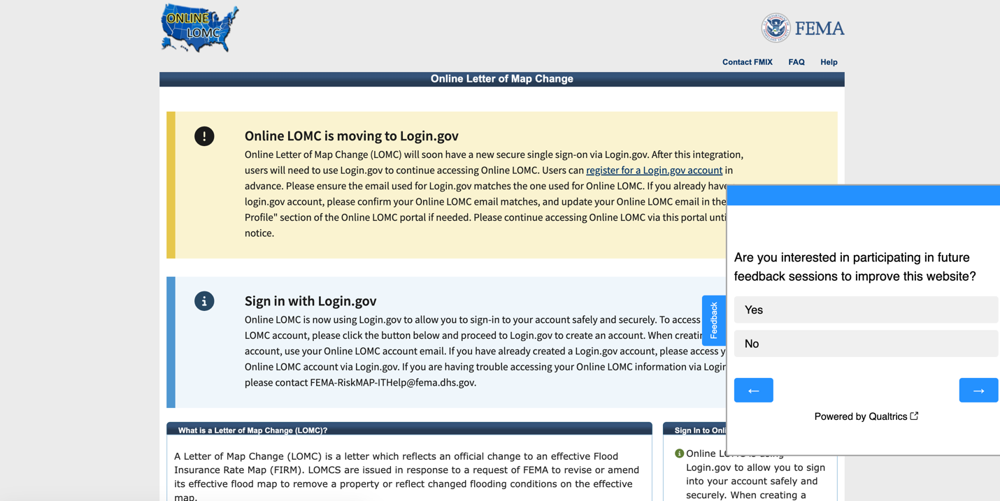 ONLINE
LOMC
FEMA
Contact FMIX FAQ Help
Online Letter of Map Change
Online LOMC is moving to Login.gov
Online Letter of Map Change (LOMC) will soon have a new secure single sign-on via Login.gov. After this integration,
users will need to use Login.gov to continue accessing Online LOMC. Users can register for a Login.gov account in
advance. Please ensure the email used for Login.gov matches the one used for Online LOMC. If you already have
login.gov account, please confirm your Online LOMC email matches, and update your Online LOMC email in the
Profile" section of the Online LOMC portal if needed. Please continue accessing Online LOMC via this portal
notice.
Sign in with Login.gov
Online LOMC is now using Login.gov to allow you to sign-in to your account safely and securely. To access
LOMC account, please click the button below and proceed to Login.gov to create an account. When
account, use your Online LOMC account email. If you have already created a Login.gov account, please access
Online LOMC account via Login.gov. If you are having trouble accessing your Online LOMC information via
please contact FEMA-RiskMAP-ITHelp@fema.dhs.gov.
Feedback
Are you interested in participating in future
feedback sessions to improve this website?
Yes
No
← →
Powered by Qualtrics
What is a Letter of Map Change (LOMC)?
A Letter of Map Change (LOMC) is a letter which reflects an official change to an effective Flood
Insurance Rate Map (FIRM). LOMCS are issued in response to a request of FEMA to revise or amend
its effective flood map to remove a property or reflect changed flooding conditions on the effective
map.
Sign In to
Online LOMC is using
Login.gov to allow you to sign
into your account safely and
securely. When creating a